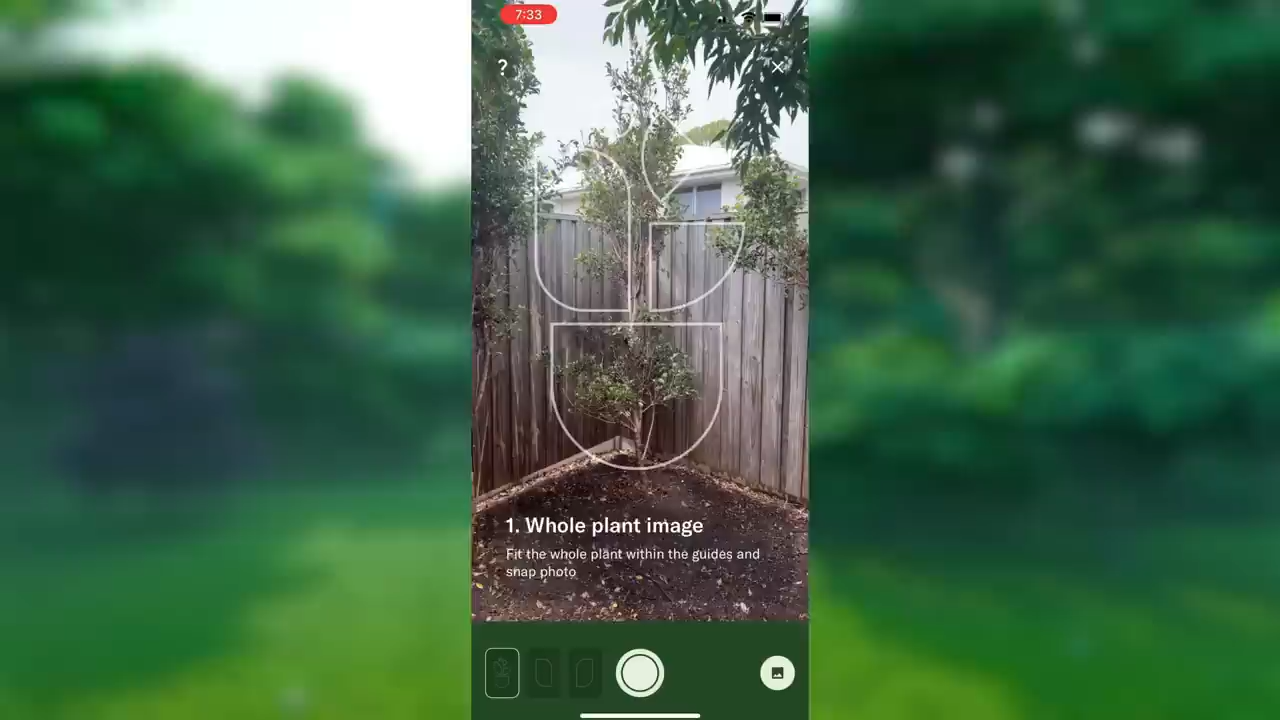 7:33
?
1. Whole plant image
Fit the whole plant within the guides and
snap photo